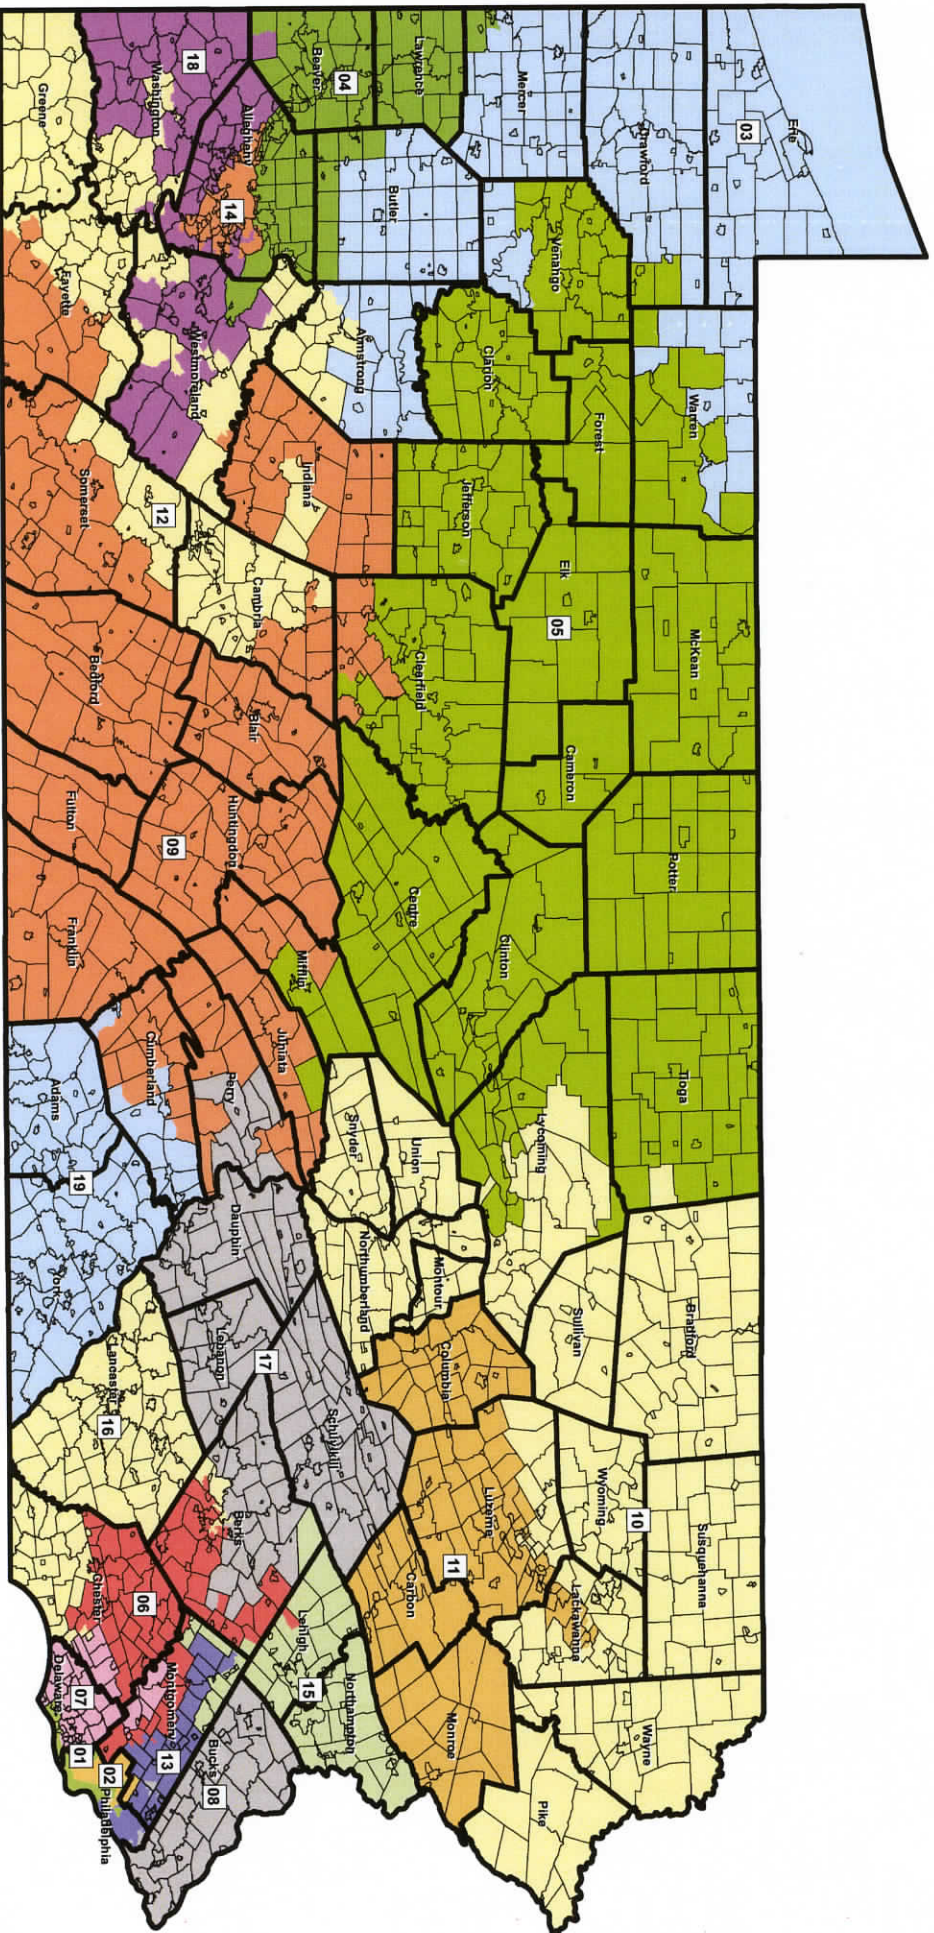 Erie
03
Crawford
Mercer
Lawrence
Beaver
04
Butler
Venango
Warren
Forest
Clarion
Armstrong
Allegheny
14
18
Washington
Greene
Fayette
Westmoreland
Indiana
Jefferson
Elk
05
McKean
Cameron
Clearfield
Cambria
12
Somerset
Bedford
Blair
Huntingdon
09
Fulton
Franklin
Centre
Clinton
Potter
Tioga
Lycoming
Mifflin
Juniata
Perry
Cumberland
Adams
19
York
Snyder
Union
Northumberland
Montour
Dauphin
Lebanon
17
Schuylkill
Columbia
Sullivan
Bradford
Susquehanna
10
Wyoming
Lackawanna
Luzerne
11
Carbon
Monroe
Wayne
Pike
Lancaster
16
Berks
Chester
06
Lehigh
15
Northampton
Montgomery
13
Bucks
08
Delaware
07
01
02
Philadelphia